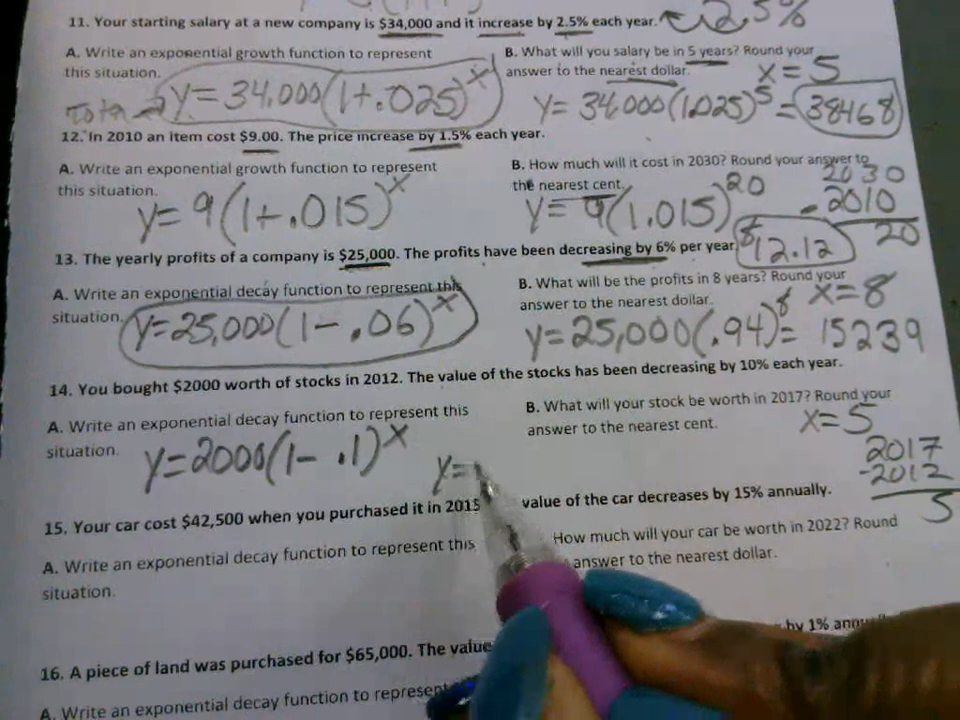 11. Your starting salary at a new company is $34,000 and it increase by 2.5% each year. 2.5%
A. Write an exponential growth function to represent
this situation.
Total y=34,000(1+.025)^x
B. What will you salary be in 5 years? Round your
answer to the nearest dollar. x=5
y=34,000(1.025)^5 = 38468
12. In 2010 an item cost $9.00. The price increase by 1.5% each year.
A. Write an exponential growth function to represent
this situation.
y=9(1+.015)^x
B. How much will it cost in 2030? Round your answer to
the nearest cent.
2030
-2010
20
y=9(1.015)^20
$12.12
13. The yearly profits of a company is $25,000. The profits have been decreasing by 6% per year.
A. Write an exponential decay function to represent this
situation.
y=25,000(1-.06)^x
B. What will be the profits in 8 years? Round your
answer to the nearest dollar. x=8
y=25,000(.94)^8 = 15239
14. You bought $2000 worth of stocks in 2012. The value of the stocks has been decreasing by 10% each year.
A. Write an exponential decay function to represent this
situation.
y=2000(1-.1)^x
B. What will your stock be worth in 2017? Round your
answer to the nearest cent.
x=5
2017
-2012
5
y=
15. Your car cost $42,500 when you purchased it in 2015 value of the car decreases by 15% annually.
A. Write an exponential decay function to represent this
situation.
How much will your car be worth in 2022? Round
answer to the nearest dollar.
16. A piece of land was purchased for $65,000. The value by 1%
A. Write an exponential decay function to represent